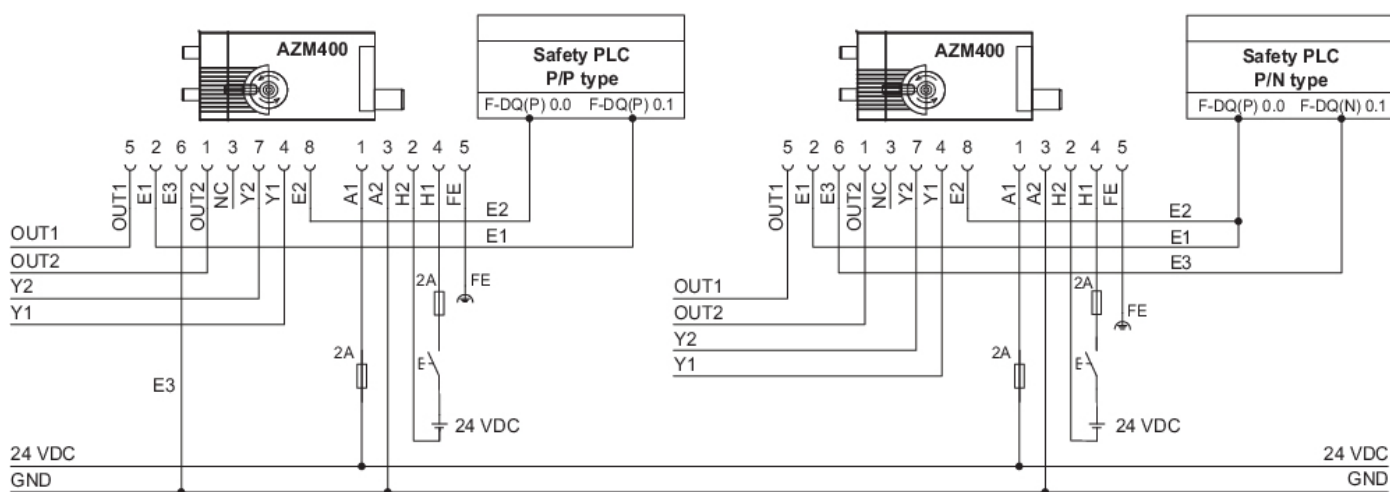 AZM400
Safety PLC
P/P type
F-DQ(P) 0.0 F-DQ(P) 0.1
5 2 6 1 3 7 4 8 1 3 2 4 5
OUT1 E1 E3 OUT2 NC Y2 Y1 E2 A1 A2 H2 H1 FE
E2
E1
OUT1
OUT2
Y2
Y1
2A
FE
2A
E
E3
24 VDC
AZM400
Safety PLC
P/N type
F-DQ(P) 0.0 F-DQ(N) 0.1
5 2 6 1 3 7 4 8 1 3 2 4 5
OUT1 E1 E3 OUT2 NC Y2 Y1 E2 A1 A2 H2 H1 FE
E2
E1
E3
OUT1
OUT2
Y2
Y1
2A
FE
2A
E
24 VDC
24 VDC 24 VDC
GND GND